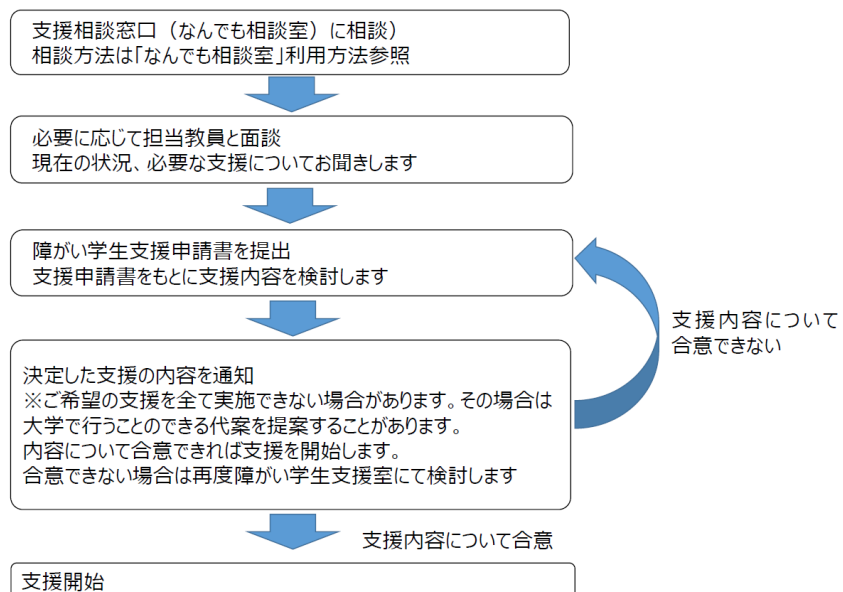 支援相談窓口（なんでも相談室）に相談）
相談方法は「なんでも相談室」利用方法参照
必要に応じて担当教員と面談
現在の状況、必要な支援についてお聞きします
障がい学生支援申請書を提出
支援申請書をもとに支援内容を検討します
支援内容について
合意できない
決定した支援の内容を通知
※ご希望の支援を全て実施できない場合があります。その場合は
大学で行うことのできる代案を提案することがあります。
内容について合意できれば支援を開始します。
合意できない場合は再度障がい学生支援室にて検討します
支援内容について合意
支援開始